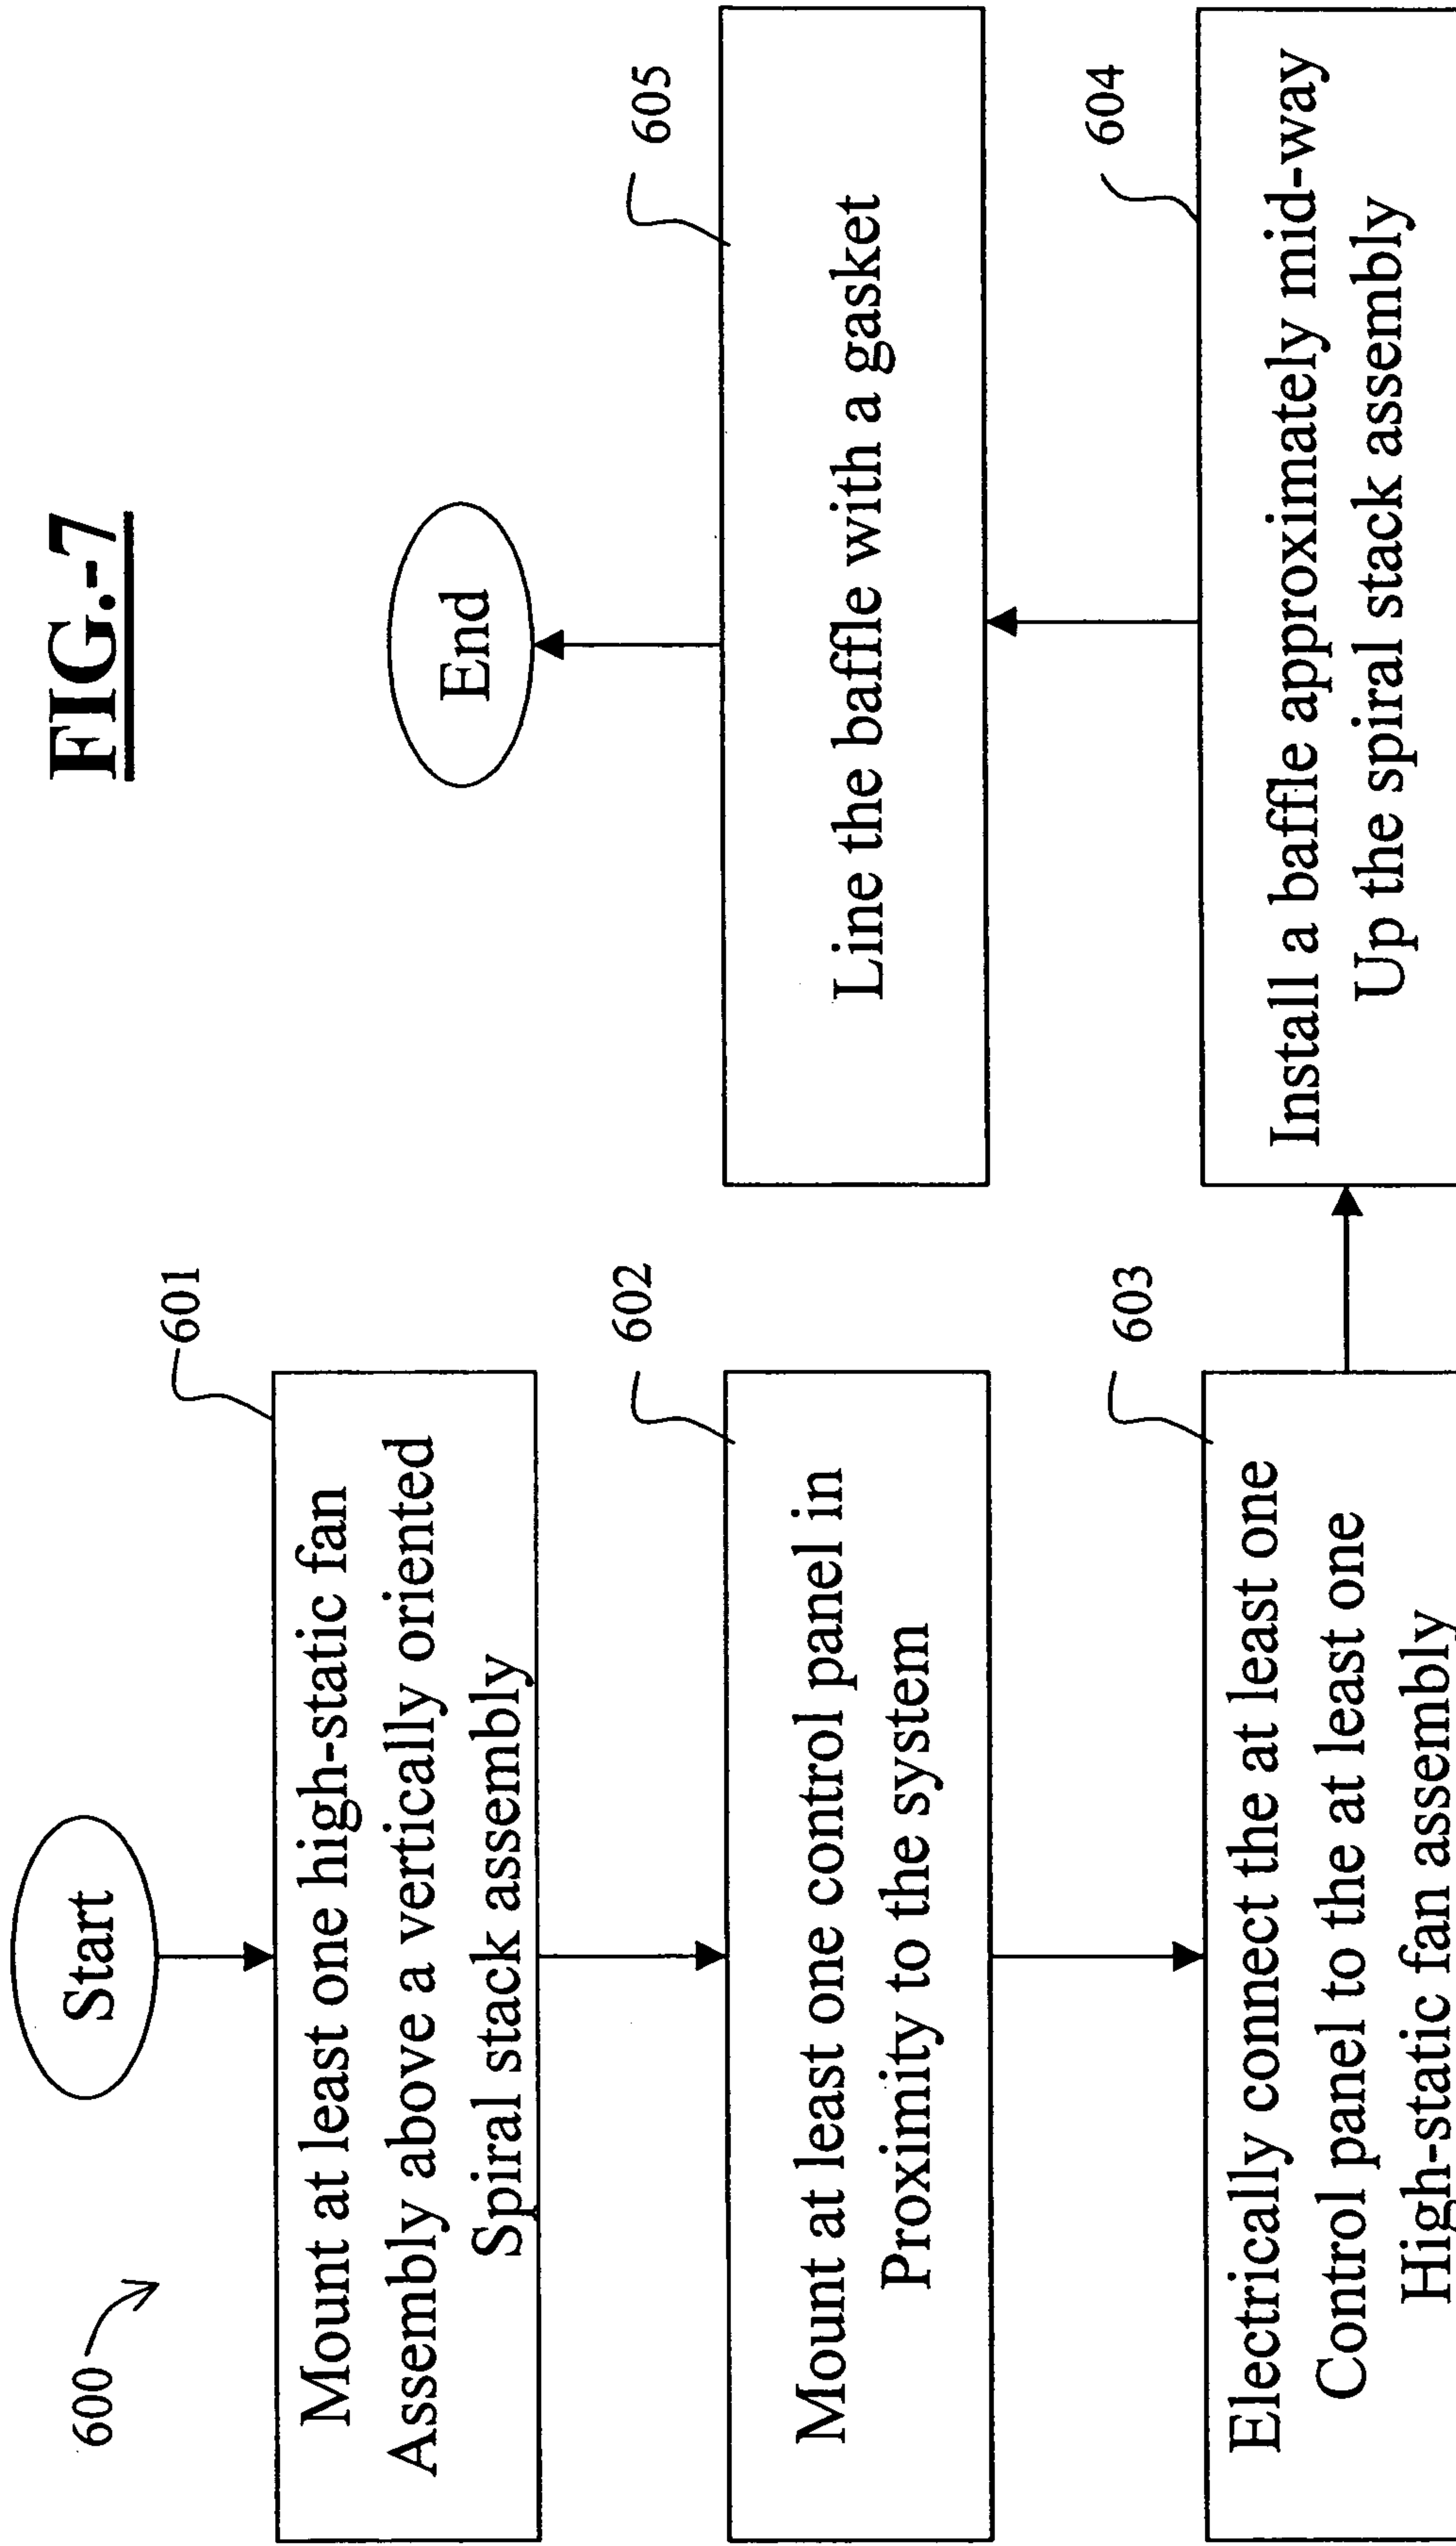 FIG.-7
600
Start
601
Mount at least one high-static fan
Assembly above a vertically oriented
Spiral stack assembly
602
Mount at least one control panel in
Proximity to the system
603
Electrically connect the at least one
Control panel to the at least one
High-static fan assembly
604
Install a baffle approximately mid-way
Up the spiral stack assembly
605
Line the baffle with a gasket
End